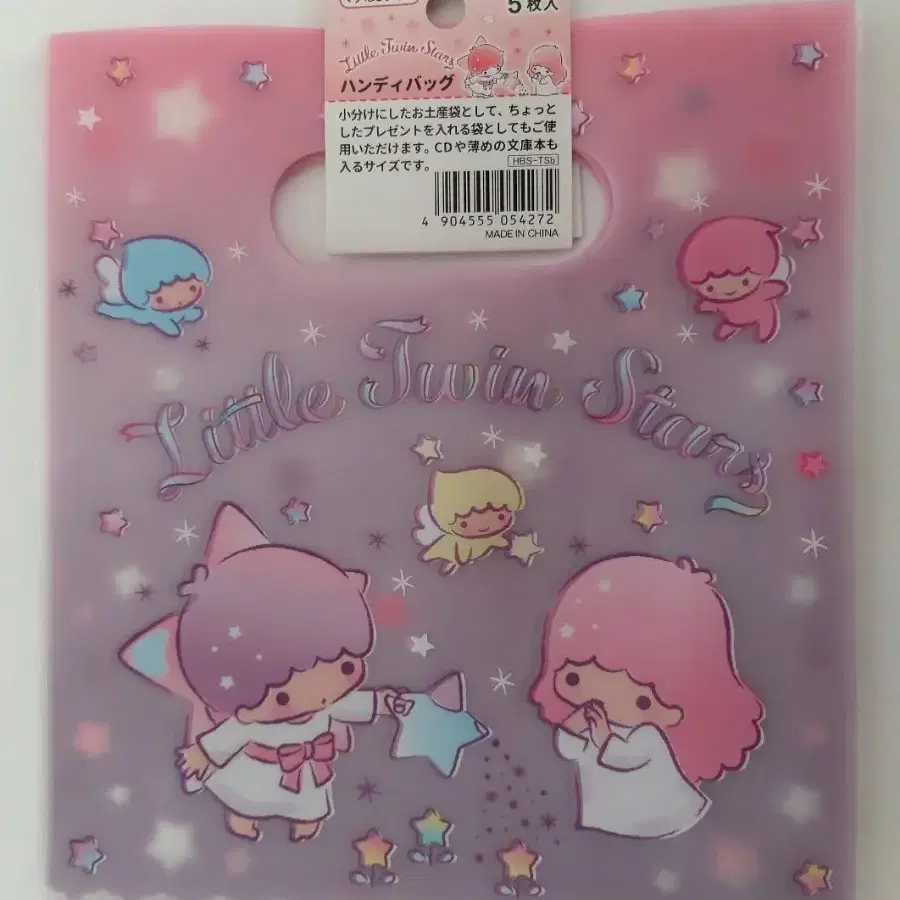 5枚入
Little Twin Stars
ハンディバッグ
小分けにしたお土産袋として、ちょっと
したプレゼントを入れる袋としてもご使
用いただけます。CDや薄めの文庫本も
入るサイズです。
HBS-TSb
4 904555 054272
MADE IN CHINA
Little Twin Stars